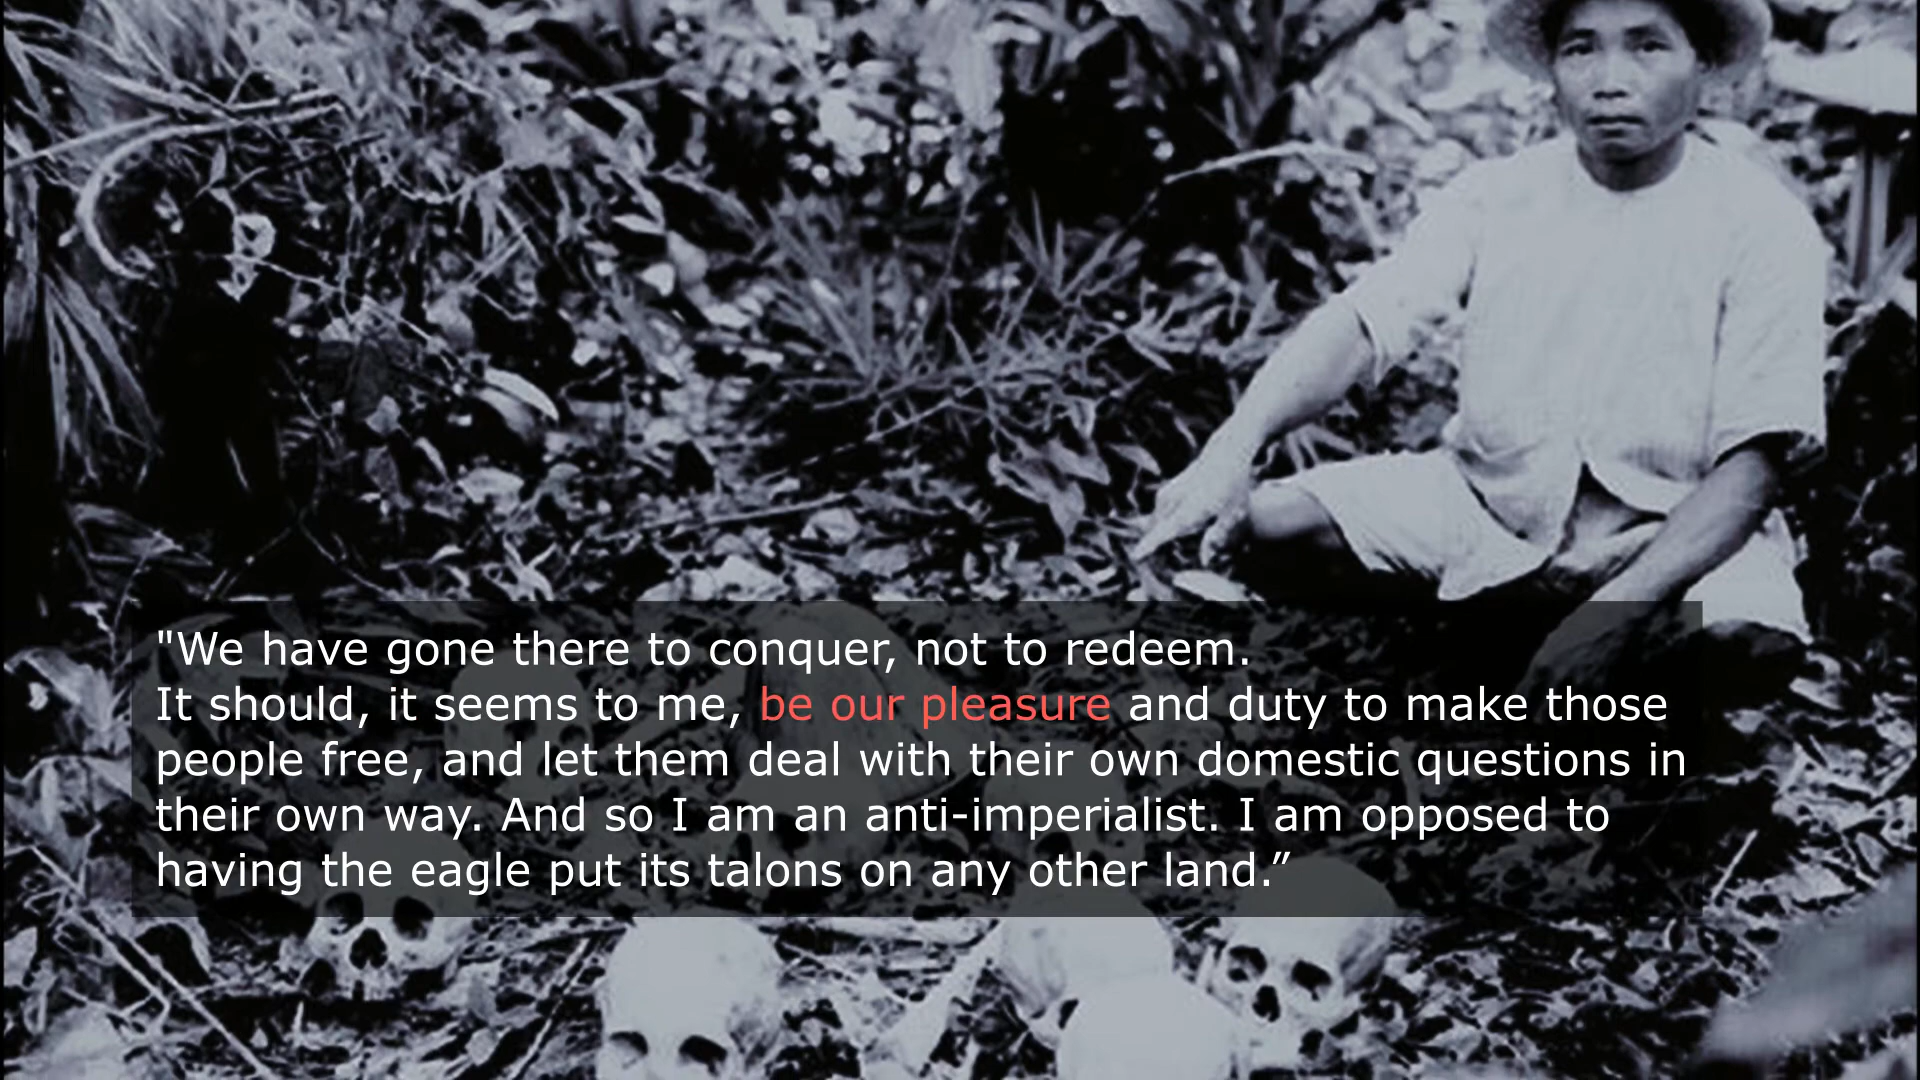 "We have gone there to conquer, not to redeem.
It should, it seems to me, be our pleasure and duty to make those
people free, and let them deal with their own domestic questions in
their own way. And so I am an anti-imperialist. I am opposed to
having the eagle put its talons on any other land.”